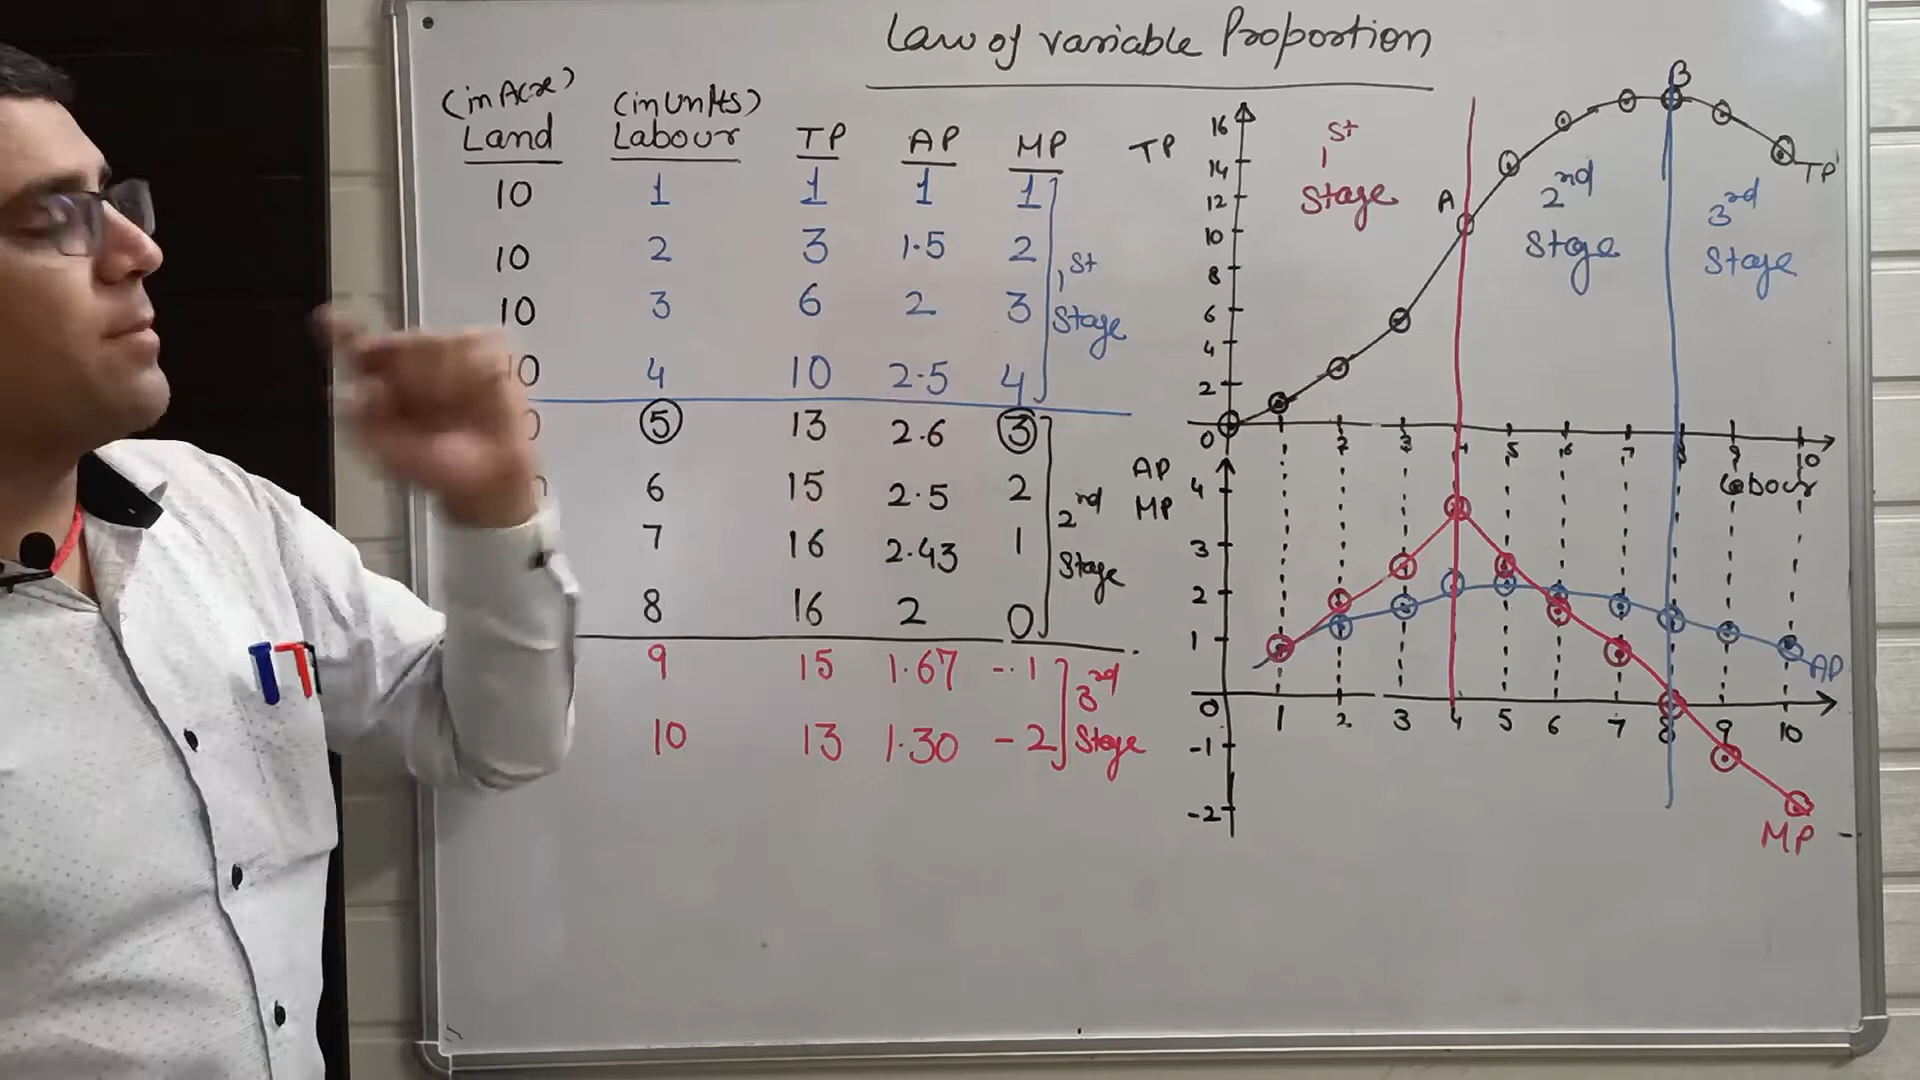 Law of variable Proportion
(in Acre) (in Units)
Land Labour TP AP MP
10 1 1 1 1
10 2 3 1.5 2
10 3 6 2 3
10 4 10 2.5 4
1st
Stage
0 5 13 2.6 3
6 15 2.5 2
7 16 2.43 1
8 16 2 0
2nd
Stage
9 15 1.67 -1
10 13 1.30 -2
3rd
Stage
TP
16
14
12
10
8
6
4
2
0
1st
Stage
A
2nd
Stage
B
3rd
Stage
TP
2 3 4 5 6 7 8 9 10
Labour
AP
MP
4
3
2
1
0 1 2 3 4 5 6 7 8 9 10
-1
-2
AP
MP